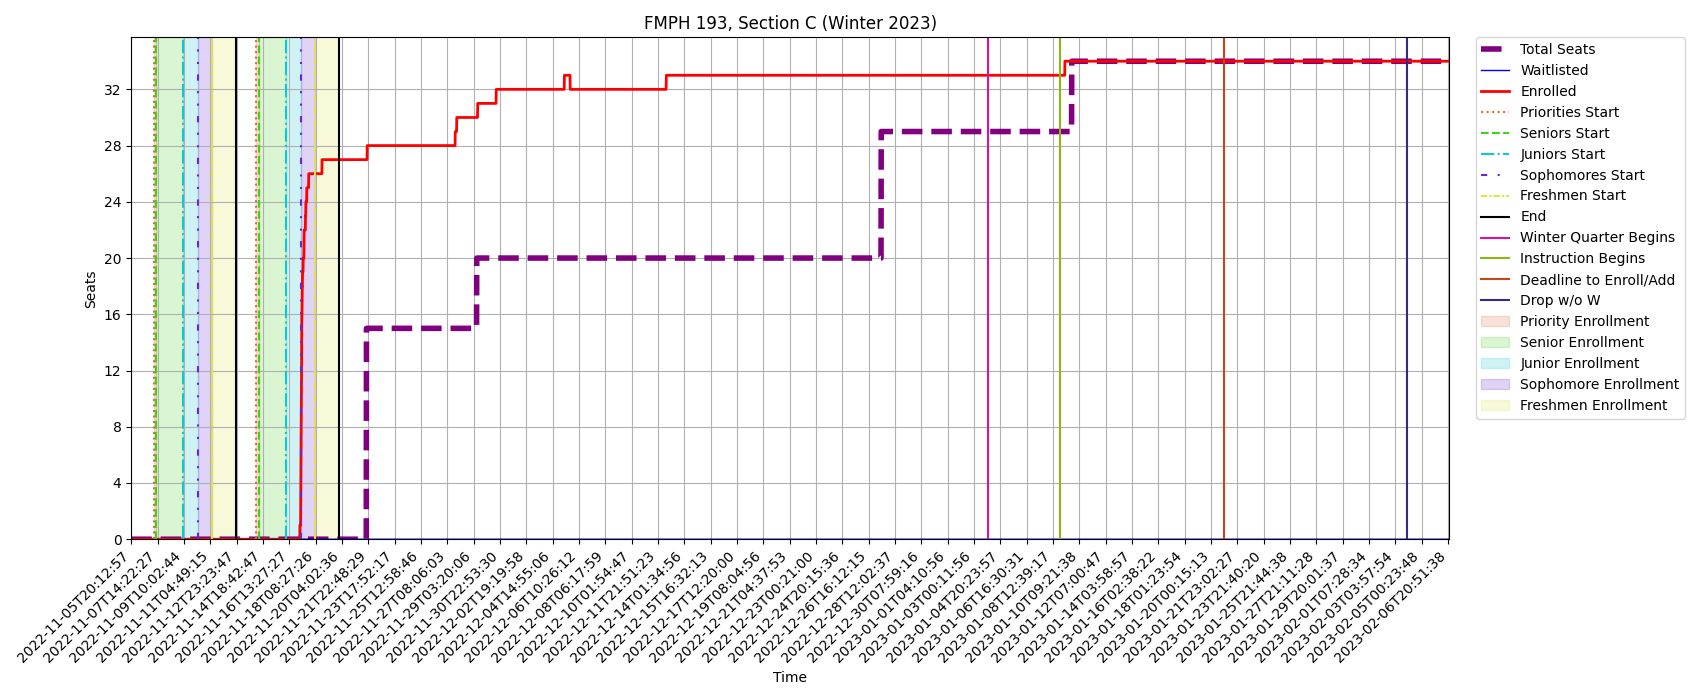 FMPH 193, Section C (Winter 2023)
Seats
32
28
24
20
16
12
8
4
0
2022-11-05T20:12:57
2022-11-07T14:22:27
2022-11-09T10:02:44
2022-11-11T04:49:15
2022-11-12T23:23:47
2022-11-14T18:42:47
2022-11-16T13:27:27
2022-11-18T08:27:26
2022-11-20T04:02:36
2022-11-21T22:48:29
2022-11-23T17:52:17
2022-11-25T12:58:46
2022-11-27T08:06:03
2022-11-29T03:20:06
2022-11-30T22:53:30
2022-12-02T19:19:58
2022-12-04T14:55:06
2022-12-06T10:26:12
2022-12-08T06:17:59
2022-12-10T01:54:47
2022-12-11T21:51:23
2022-12-14T01:34:56
2022-12-15T16:32:13
2022-12-17T12:20:00
2022-12-19T08:04:56
2022-12-21T04:37:53
2022-12-23T00:21:00
2022-12-24T20:15:36
2022-12-26T16:12:15
2022-12-28T12:02:37
2022-12-30T07:59:16
2023-01-01T04:10:56
2023-01-03T00:11:56
2023-01-04T20:23:57
2023-01-06T16:30:31
2023-01-08T12:39:17
2023-01-10T09:21:38
2023-01-12T07:00:47
2023-01-14T03:58:57
2023-01-16T02:38:22
2023-01-18T01:23:54
2023-01-20T00:15:13
2023-01-21T23:02:27
2023-01-23T21:40:20
2023-01-25T21:44:38
2023-01-27T21:11:28
2023-01-29T20:01:37
2023-02-01T07:28:34
2023-02-03T03:57:54
2023-02-05T00:23:48
2023-02-06T20:51:38
Time
Total Seats
Waitlisted
Enrolled
Priorities Start
Seniors Start
Juniors Start
Sophomores Start
Freshmen Start
End
Winter Quarter Begins
Instruction Begins
Deadline to Enroll/Add
Drop w/o W
Priority Enrollment
Senior Enrollment
Junior Enrollment
Sophomore Enrollment
Freshmen Enrollment